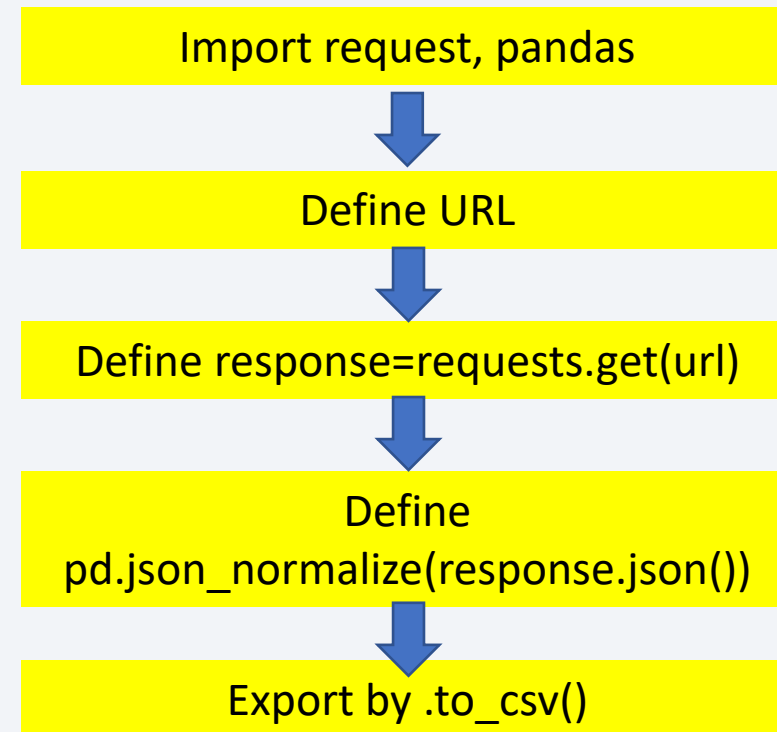 Import request, pandas
Define URL
Define response=requests.get(url)
Define
pd.json_normalize(response.json())
Export by .to_csv()